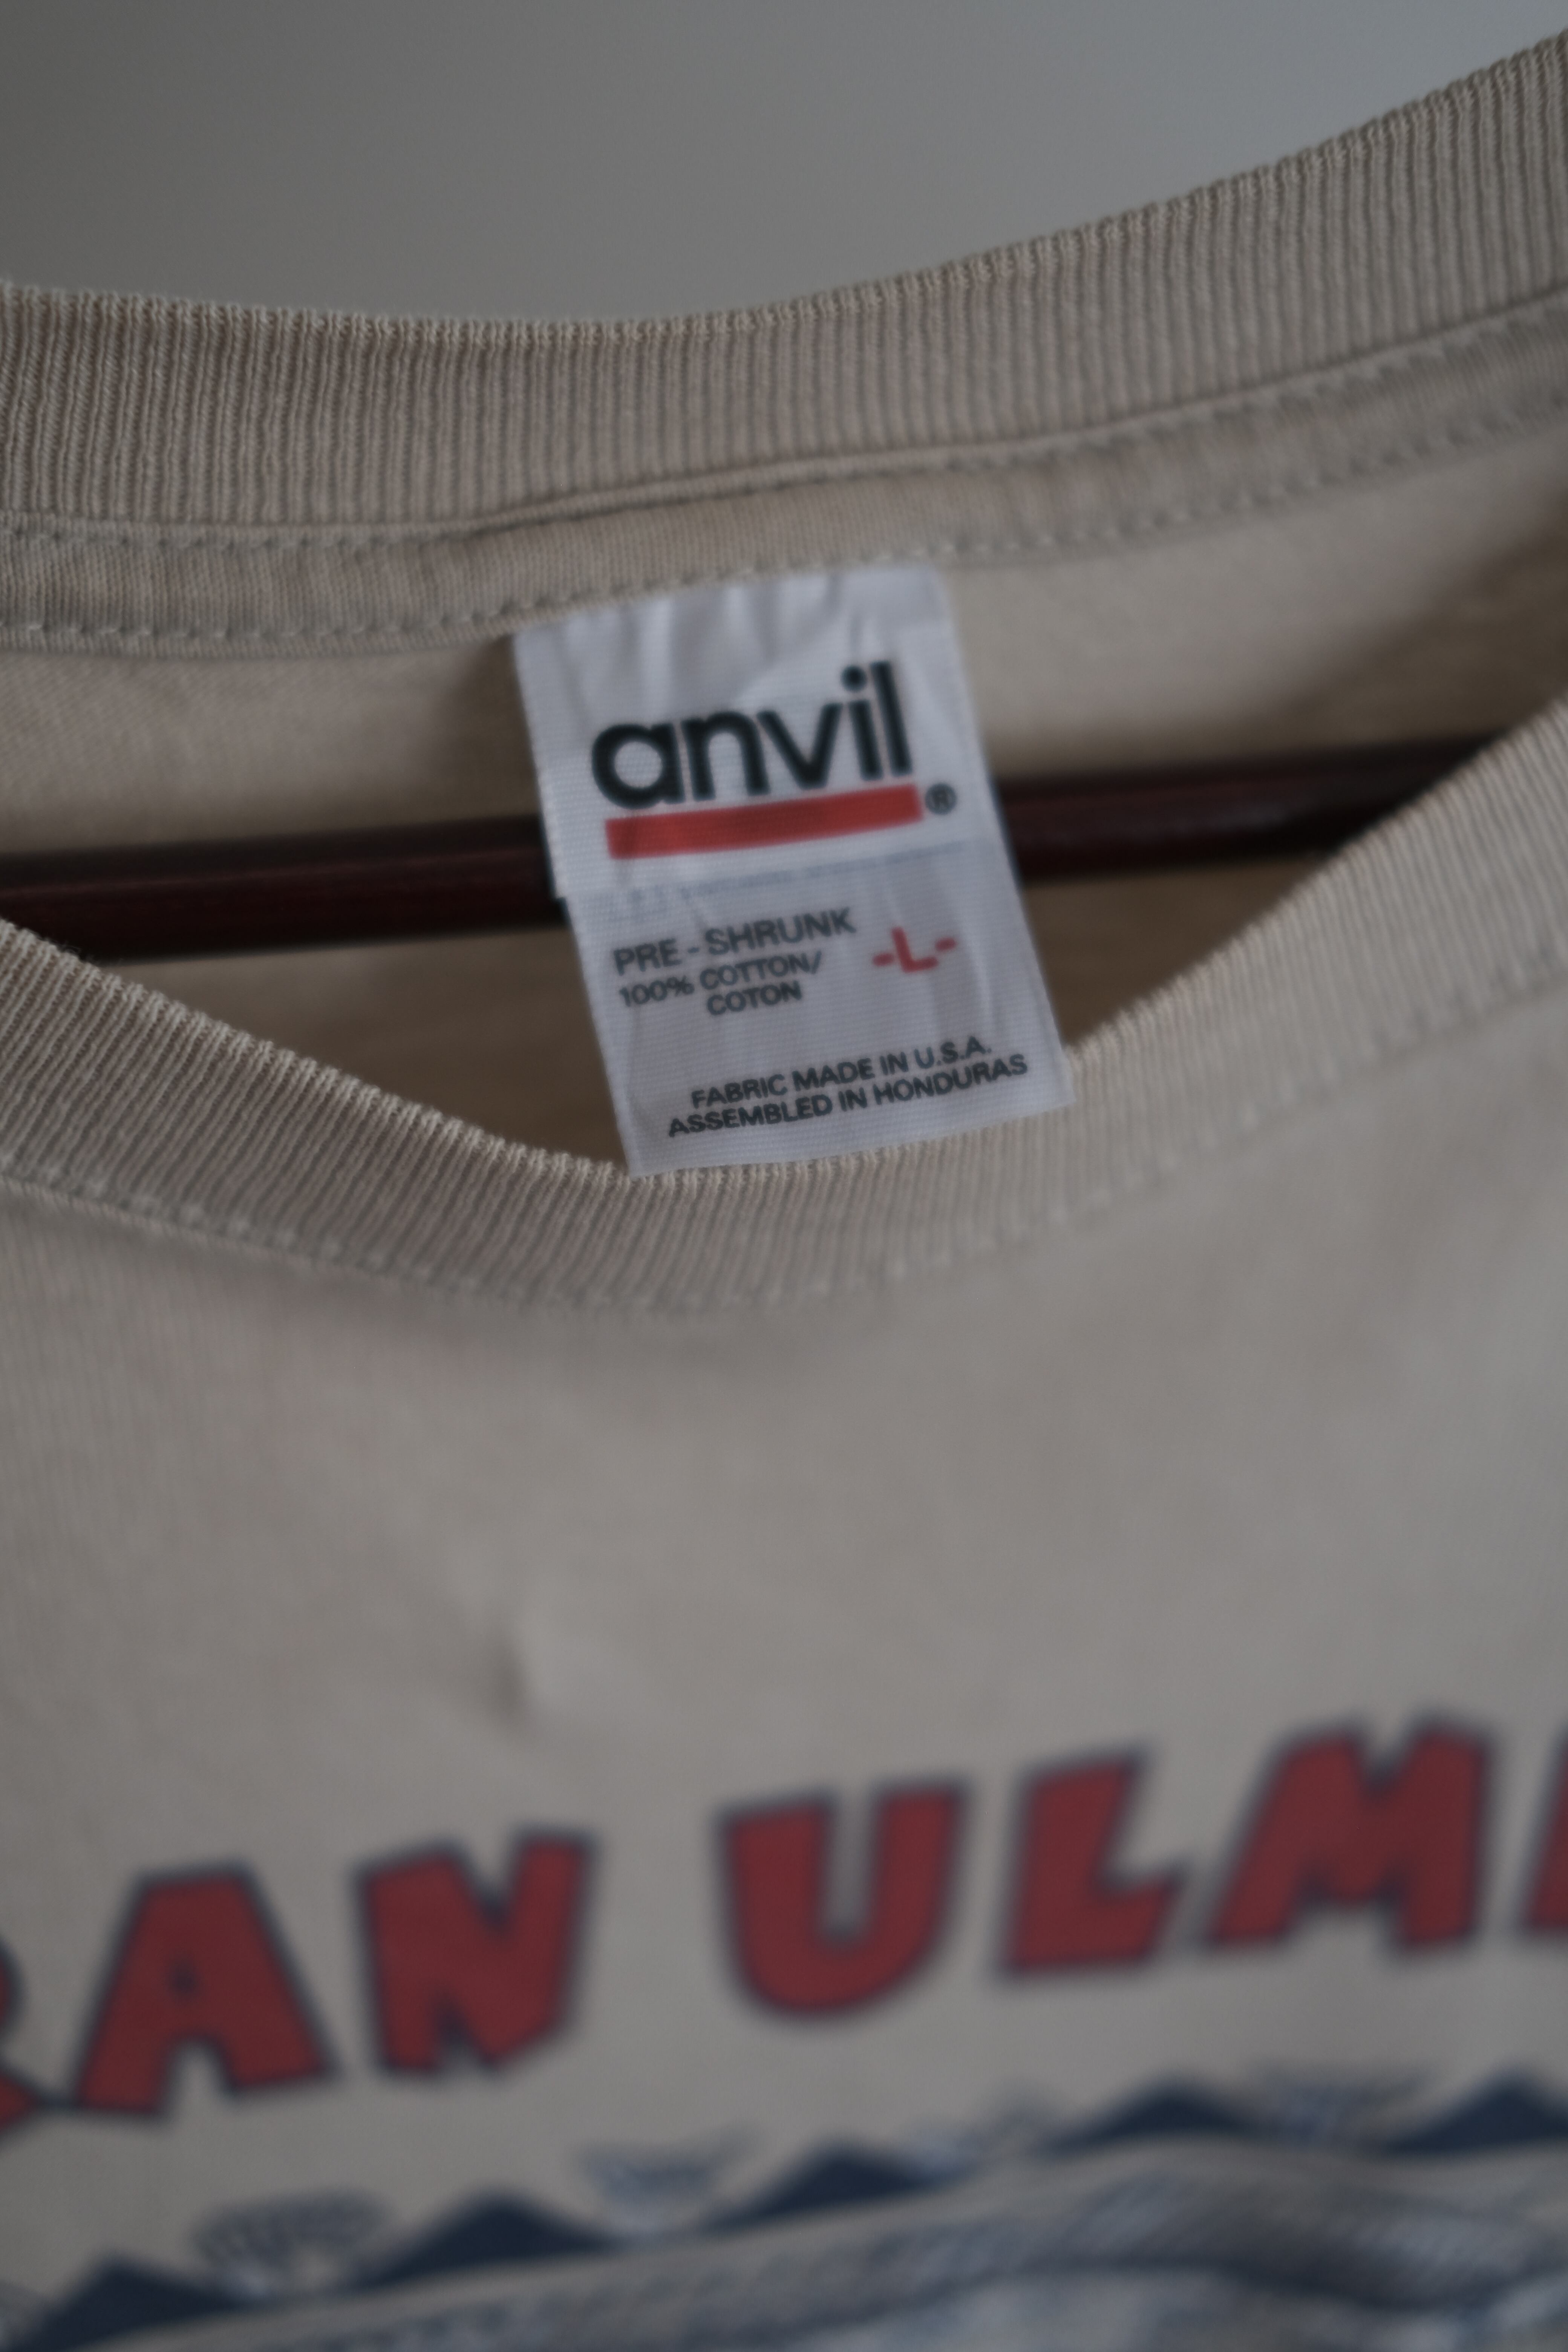 anvil®
PRE-SHRUNK -L-
100% COTTON/
COTON
FABRIC MADE IN U.S.A.
ASSEMBLED IN HONDURAS
RAN ULM